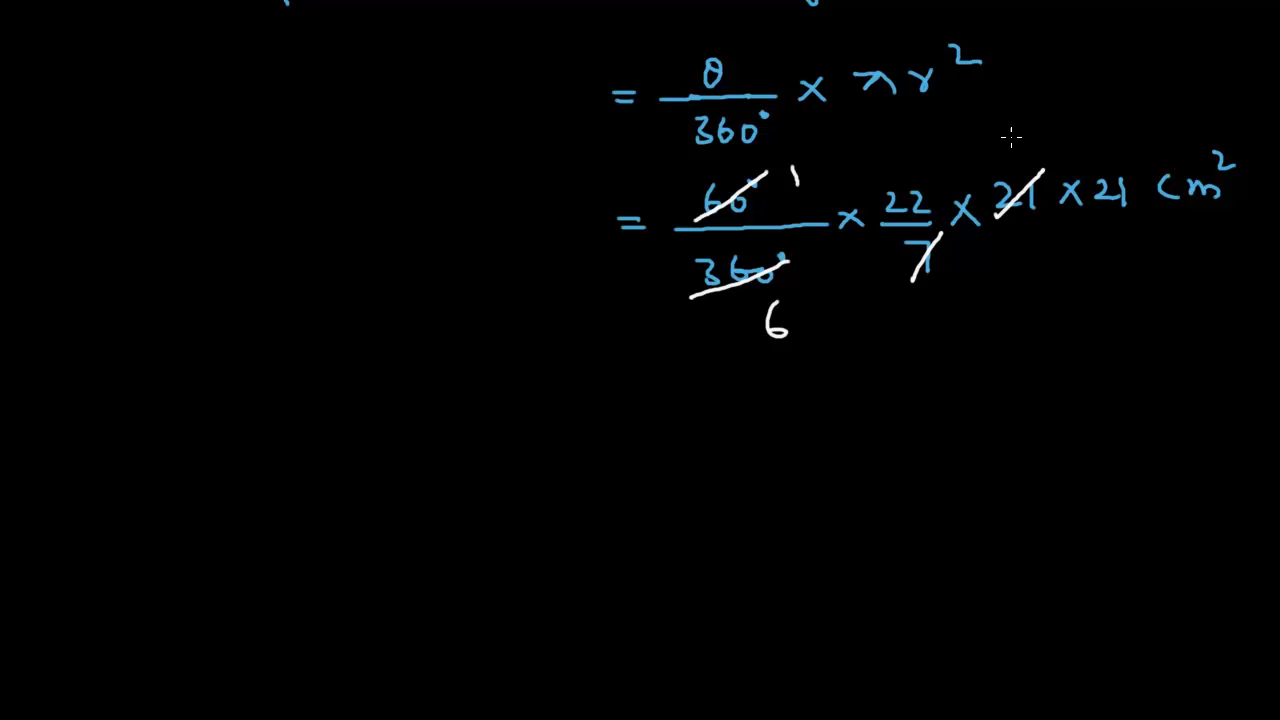 = θ/360° × πr²
= 60°/360° × 22/7 × 21 × 21 cm²
1
6